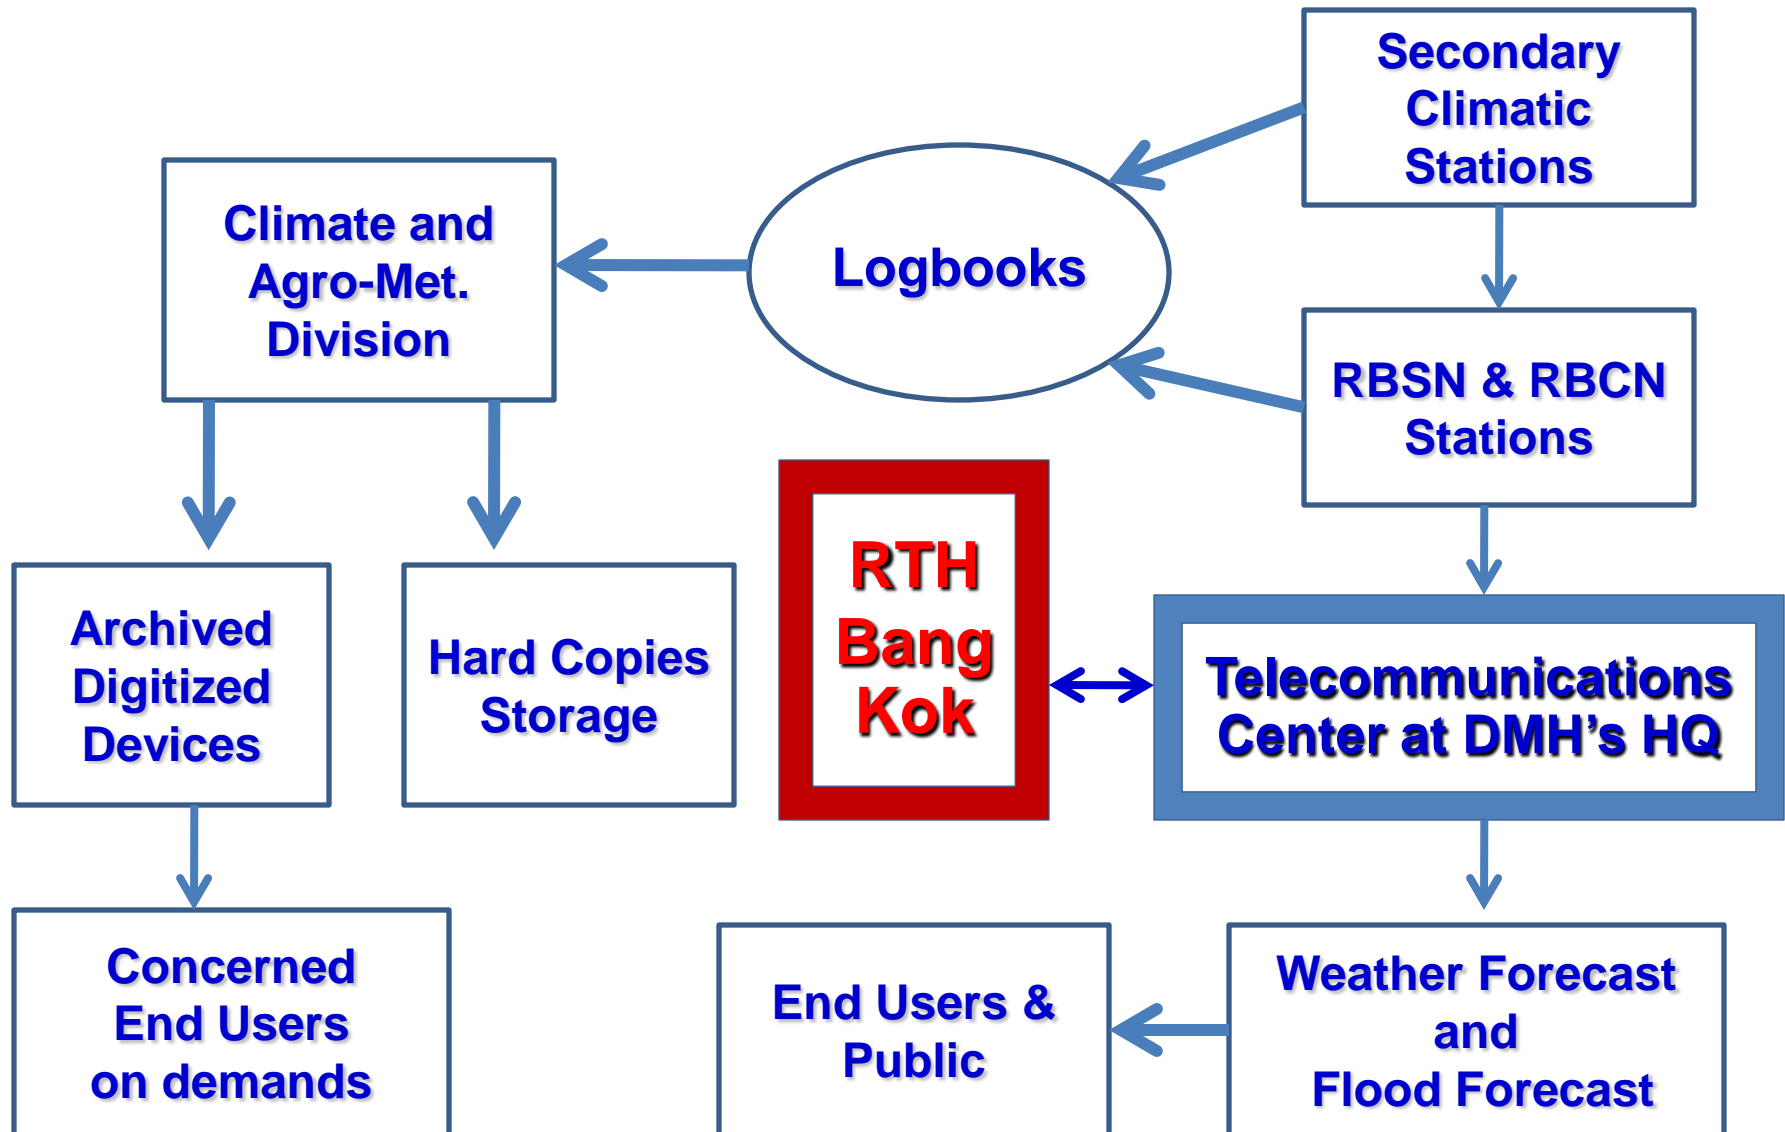 Secondary
Climatic
Stations
Climate and
Agro-Met.
Division
Logbooks
RBSN & RBCN
Stations
RTH
Bang
Kok
Archived
Digitized
Devices
Hard Copies
Storage
Telecommunications
Center at DMH’s HQ
Concerned
End Users
on demands
End Users &
Public
Weather Forecast
and
Flood Forecast